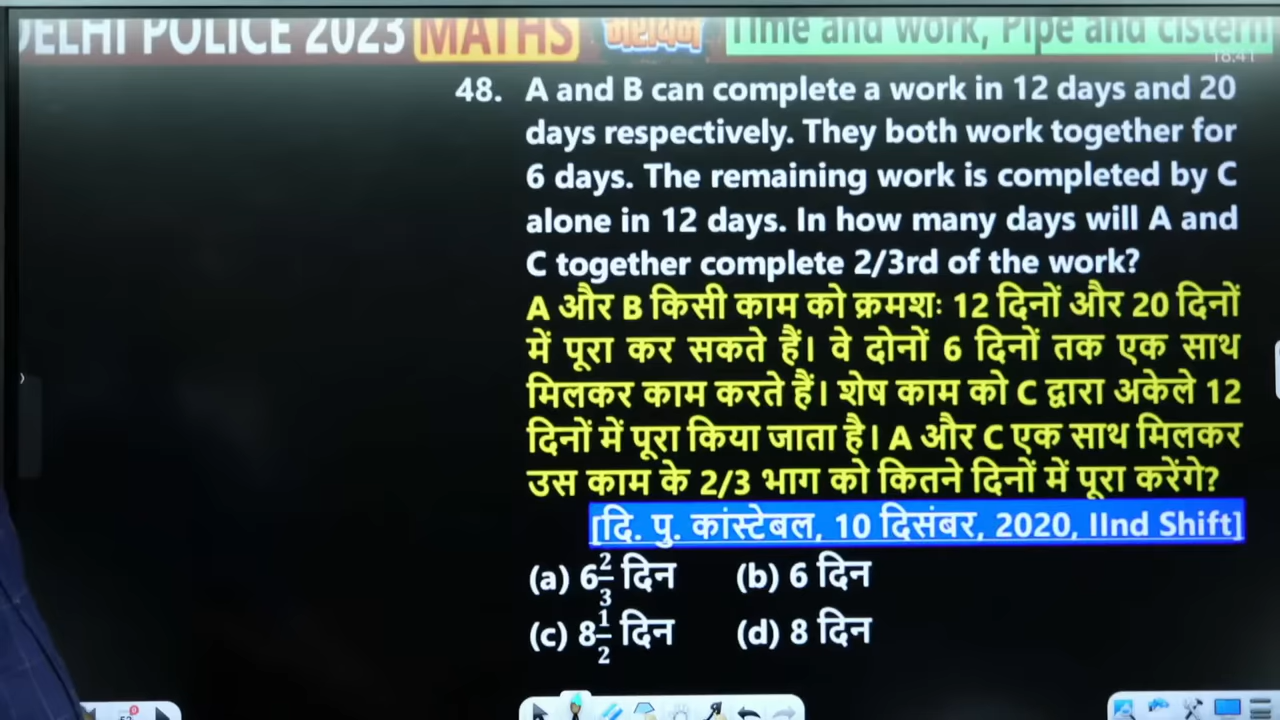 DELHI POLICE 2023 MATHS Time and work, Pipe and cistern
18:41
48. A and B can complete a work in 12 days and 20
days respectively. They both work together for
6 days. The remaining work is completed by C
alone in 12 days. In how many days will A and
C together complete 2/3rd of the work?
A और B किसी काम को क्रमशः 12 दिनों और 20 दिनों
में पूरा कर सकते हैं। वे दोनों 6 दिनों तक एक साथ
मिलकर काम करते हैं। शेष काम को C द्वारा अकेले 12
दिनों में पूरा किया जाता है। A और C एक साथ मिलकर
उस काम के 2/3 भाग को कितने दिनों में पूरा करेंगे?
[दि. पु. कांस्टेबल, 10 दिसंबर, 2020, IInd Shift]
(a) 6 2/3 दिन (b) 6 दिन
(c) 8 1/2 दिन (d) 8 दिन